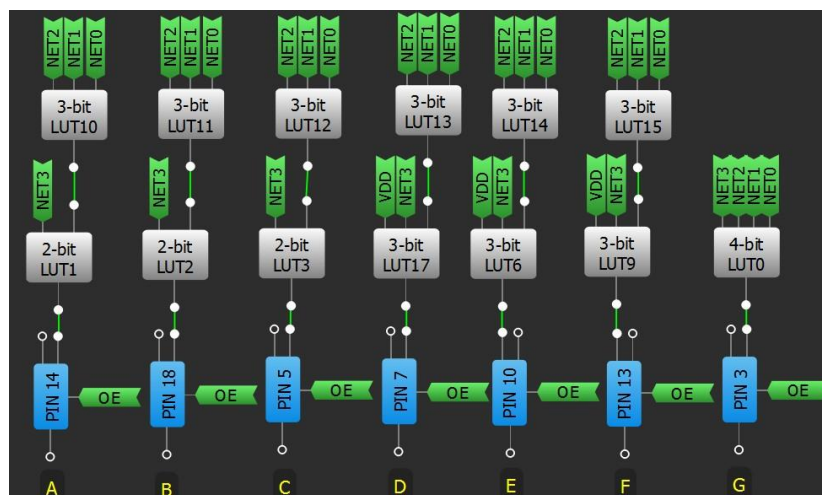 NET2 NET1 NET0 NET2 NET1 NET0 NET2 NET1 NET0 NET2 NET1 NET0 NET2 NET1 NET0 NET2 NET1 NET0
3-bit LUT10
3-bit LUT11
3-bit LUT12
3-bit LUT13
3-bit LUT14
3-bit LUT15
NET3 NET3 NET3 VDD NET3 VDD NET3 VDD NET3 NET3 NET2 NET1 NET0
2-bit LUT1
2-bit LUT2
2-bit LUT3
3-bit LUT17
3-bit LUT6
3-bit LUT9
4-bit LUT0
PIN 14 OE PIN 18 OE PIN 5 OE PIN 7 OE PIN 10 OE PIN 13 OE PIN 3 OE
A B C D E F G